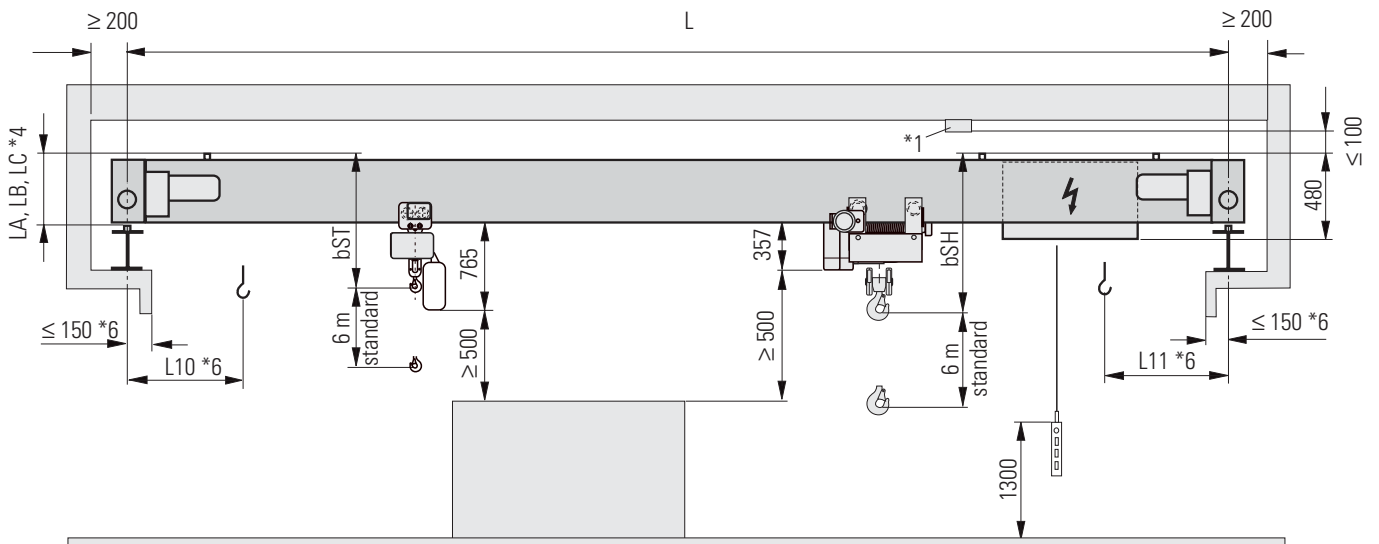 ≥ 200
L
≥ 200
*1
≤ 100
LA, LB, LC *4
bST
765
357
bSH
480
6 m
standard
≥ 500
≥ 500
6 m
standard
≤ 150 *6
L10 *6
≤ 150 *6
L11 *6
1300